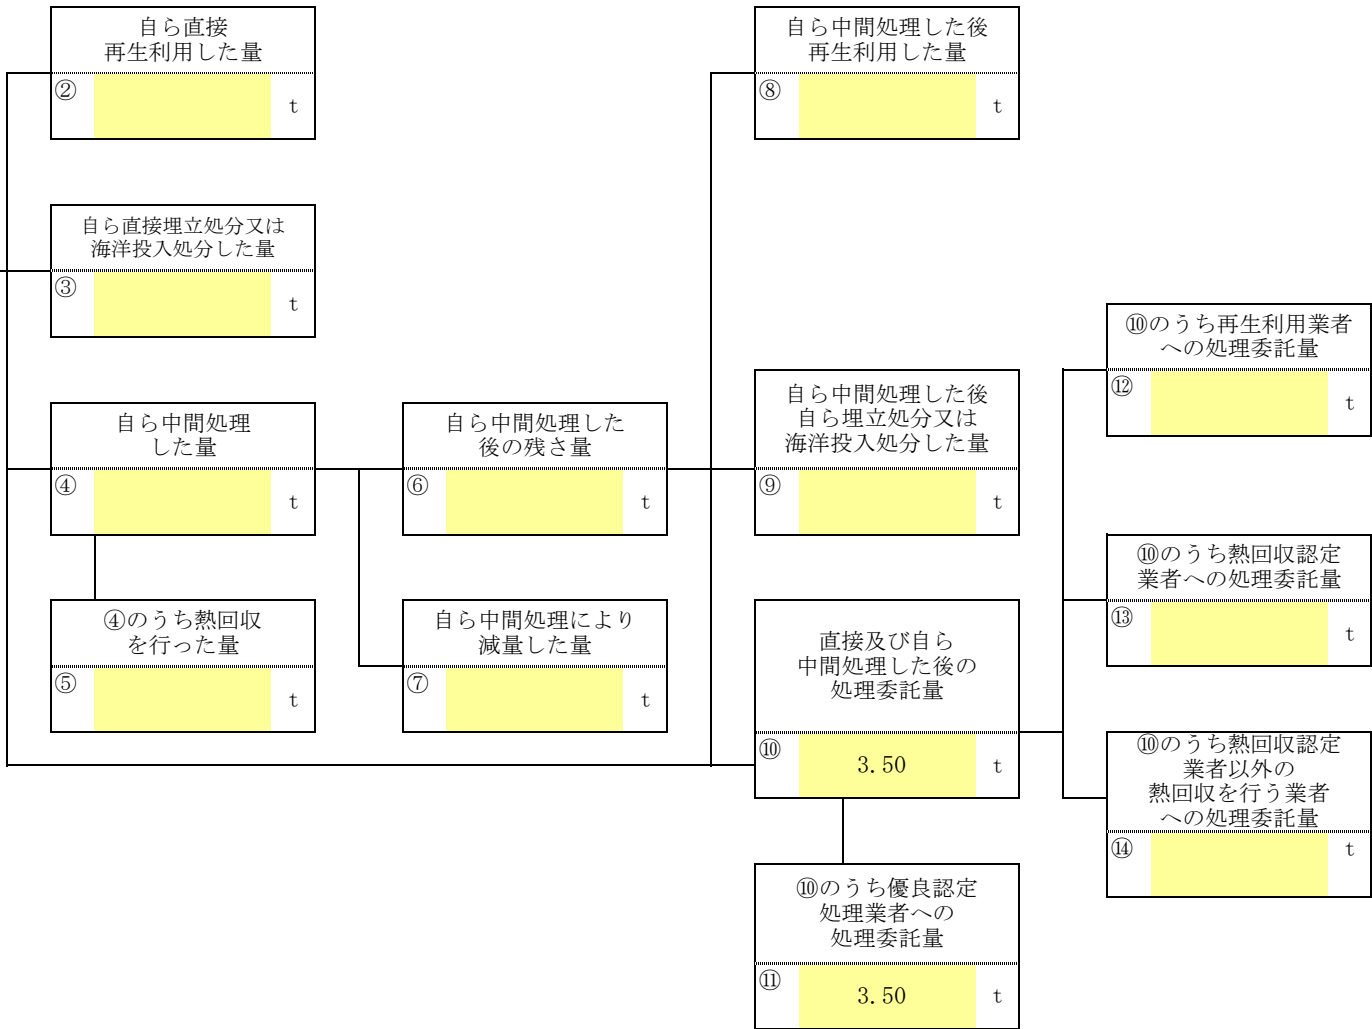 自ら直接
再生利用した量
② t
自ら中間処理した後
再生利用した量
⑧ t
自ら直接埋立処分又は
海洋投入処分した量
③ t
⑩のうち再生利用業者
への処理委託量
⑫ t
自ら中間処理
した量
④ t
自ら中間処理した
後の残さ量
⑥ t
自ら中間処理した後
自ら埋立処分又は
海洋投入処分した量
⑨ t
⑩のうち熱回収認定
業者への処理委託量
⑬ t
④のうち熱回収
を行った量
⑤ t
自ら中間処理により
減量した量
⑦ t
直接及び自ら
中間処理した後の
処理委託量
⑩ 3.50 t
⑩のうち熱回収認定
業者以外の
熱回収を行う業者
への処理委託量
⑭ t
⑩のうち優良認定
処理業者への
処理委託量
⑪ 3.50 t